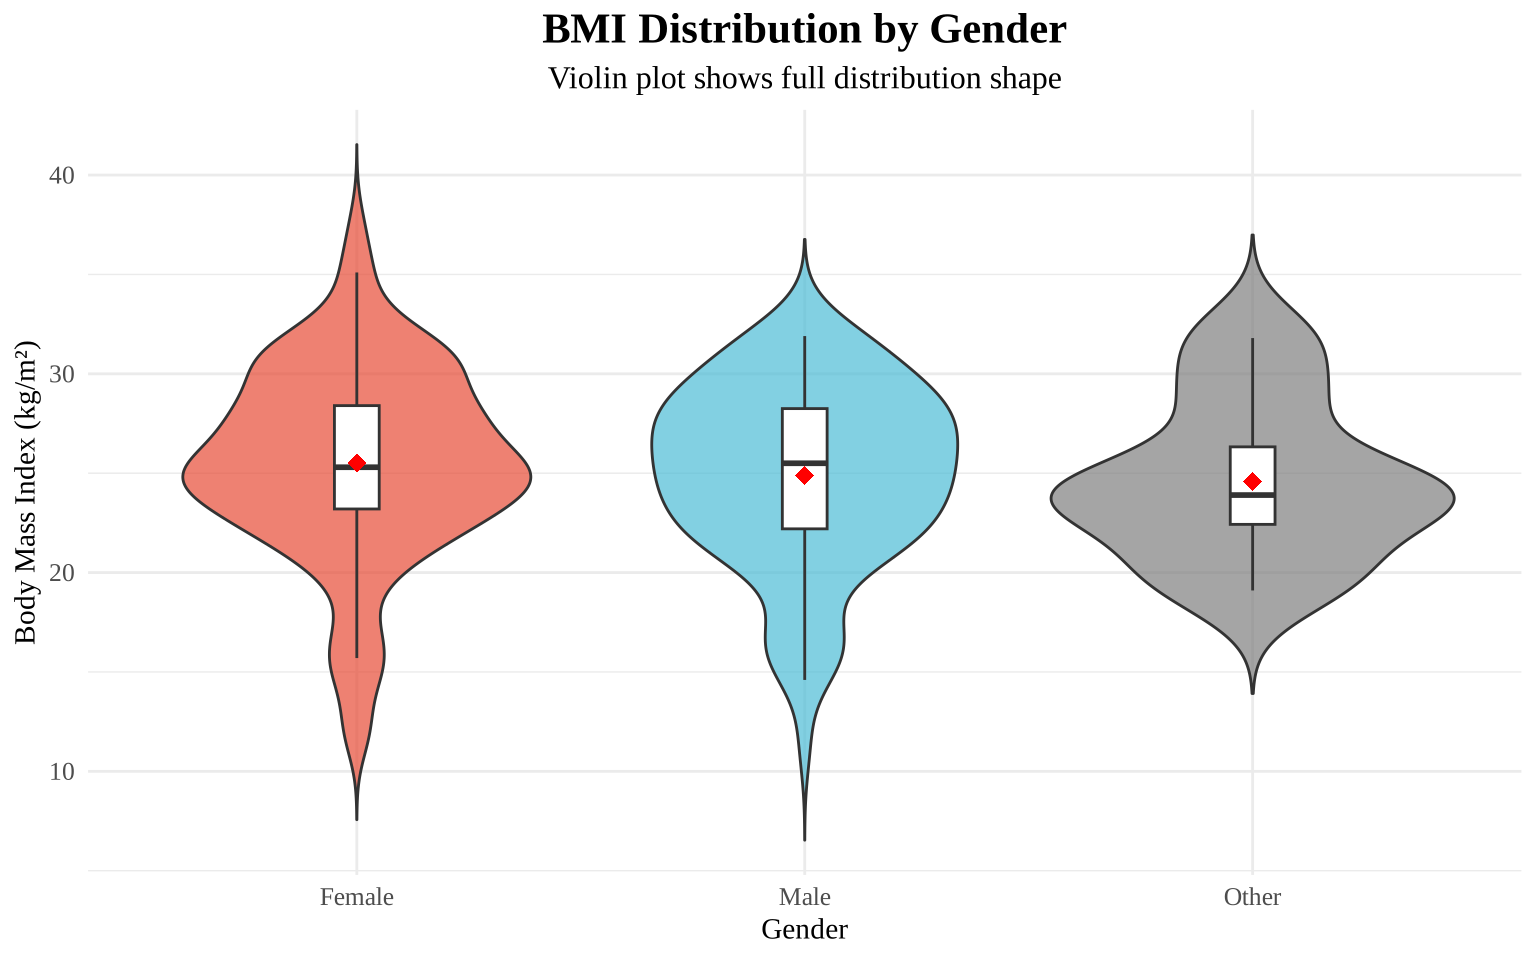 BMI Distribution by Gender
Violin plot shows full distribution shape
Body Mass Index (kg/m²)
40
30
20
10
Female Male Other
Gender